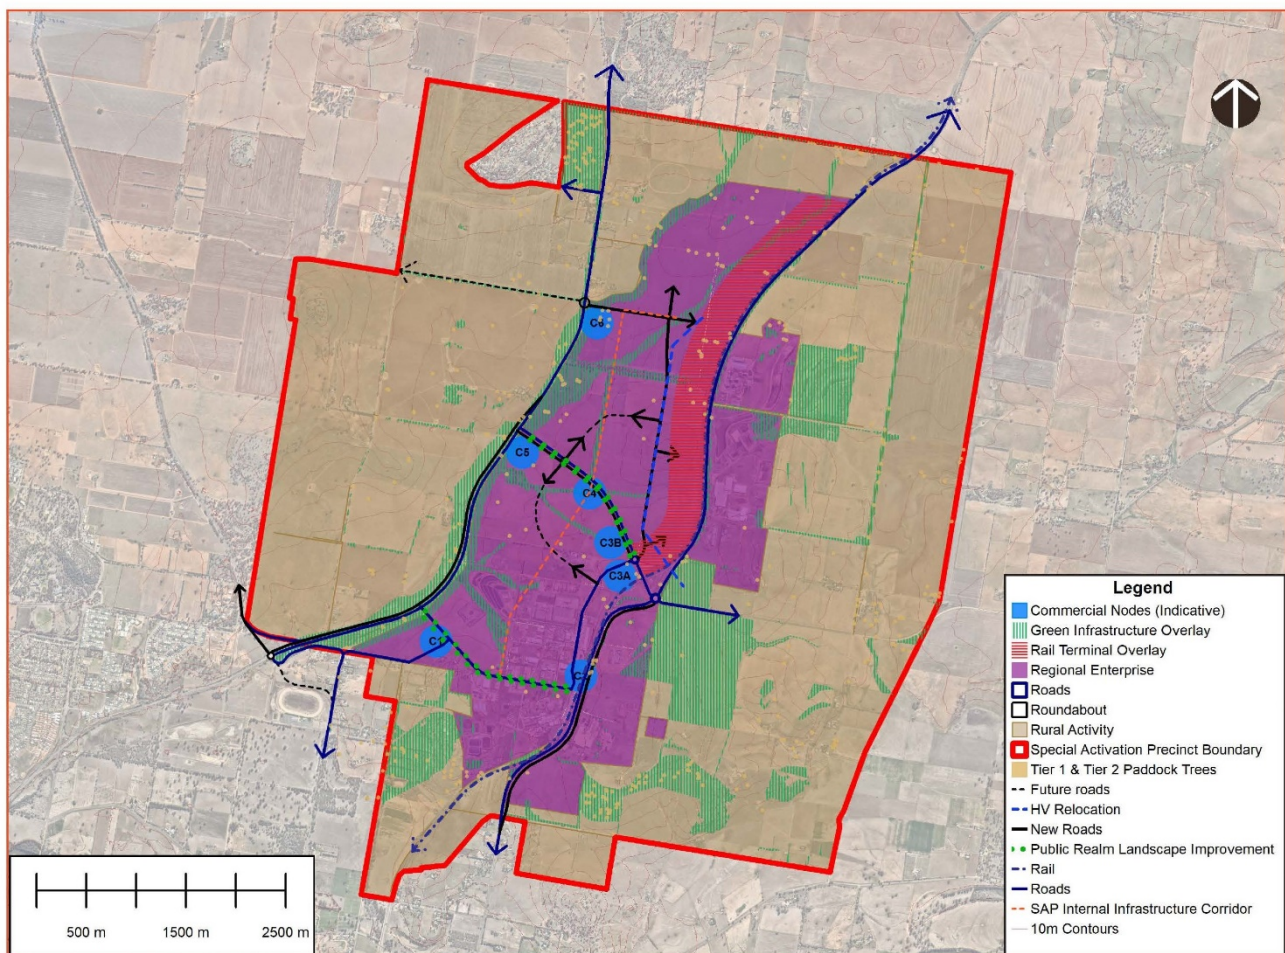 C6
C5
C4
C3B
C3A
C1
Legend
Commercial Nodes (Indicative)
Green Infrastructure Overlay
Rail Terminal Overlay
Regional Enterprise
Roads
Roundabout
Rural Activity
Special Activation Precinct Boundary
Tier 1 & Tier 2 Paddock Trees
Future roads
HV Relocation
New Roads
Public Realm Landscape Improvement
Rail
Roads
SAP Internal Infrastructure Corridor
10m Contours
500 m 1500 m 2500 m